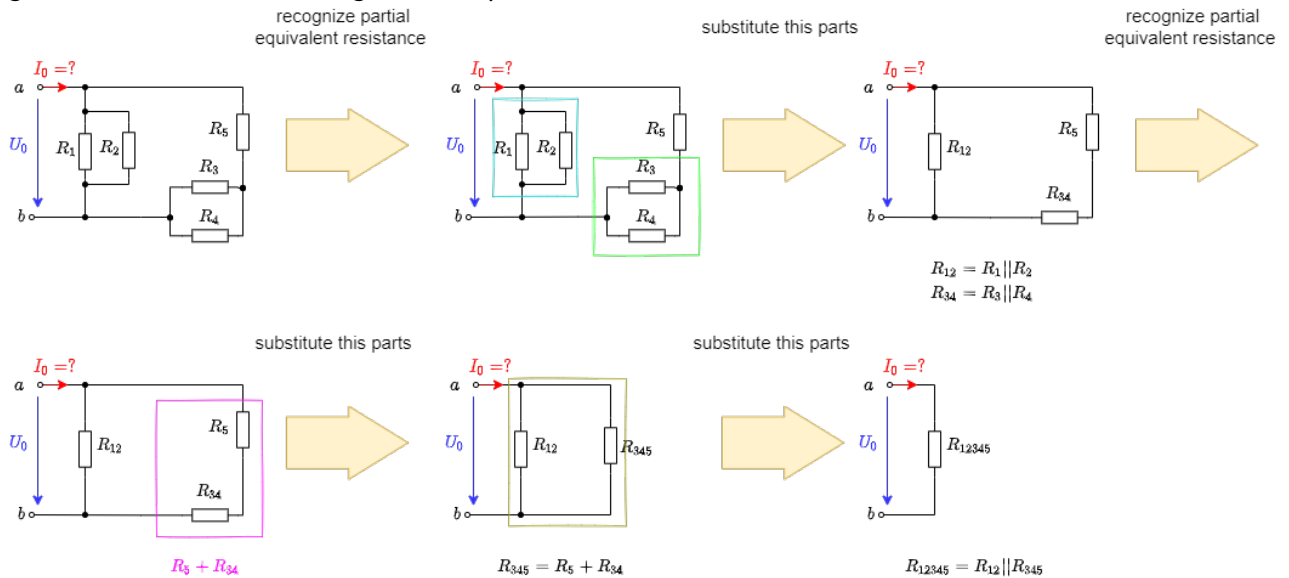 recognize partial
equivalent resistance
substitute this parts
recognize partial
equivalent resistance
I₀ =?
a
U₀
R₁
R₂
R₅
R₃
R₄
b
I₀ =?
a
U₀
R₁
R₂
R₅
R₃
R₄
b
I₀ =?
a
U₀
R₁₂
R₅
R₃₄
b
R₁₂ = R₁||R₂
R₃₄ = R₃||R₄
substitute this parts
substitute this parts
I₀ =?
a
U₀
R₁₂
R₅
R₃₄
b
R₅ + R₃₄
I₀ =?
a
U₀
R₁₂
R₃₄₅
b
R₃₄₅ = R₅ + R₃₄
I₀ =?
a
U₀
R₁₂₃₄₅
b
R₁₂₃₄₅ = R₁₂||R₃₄₅